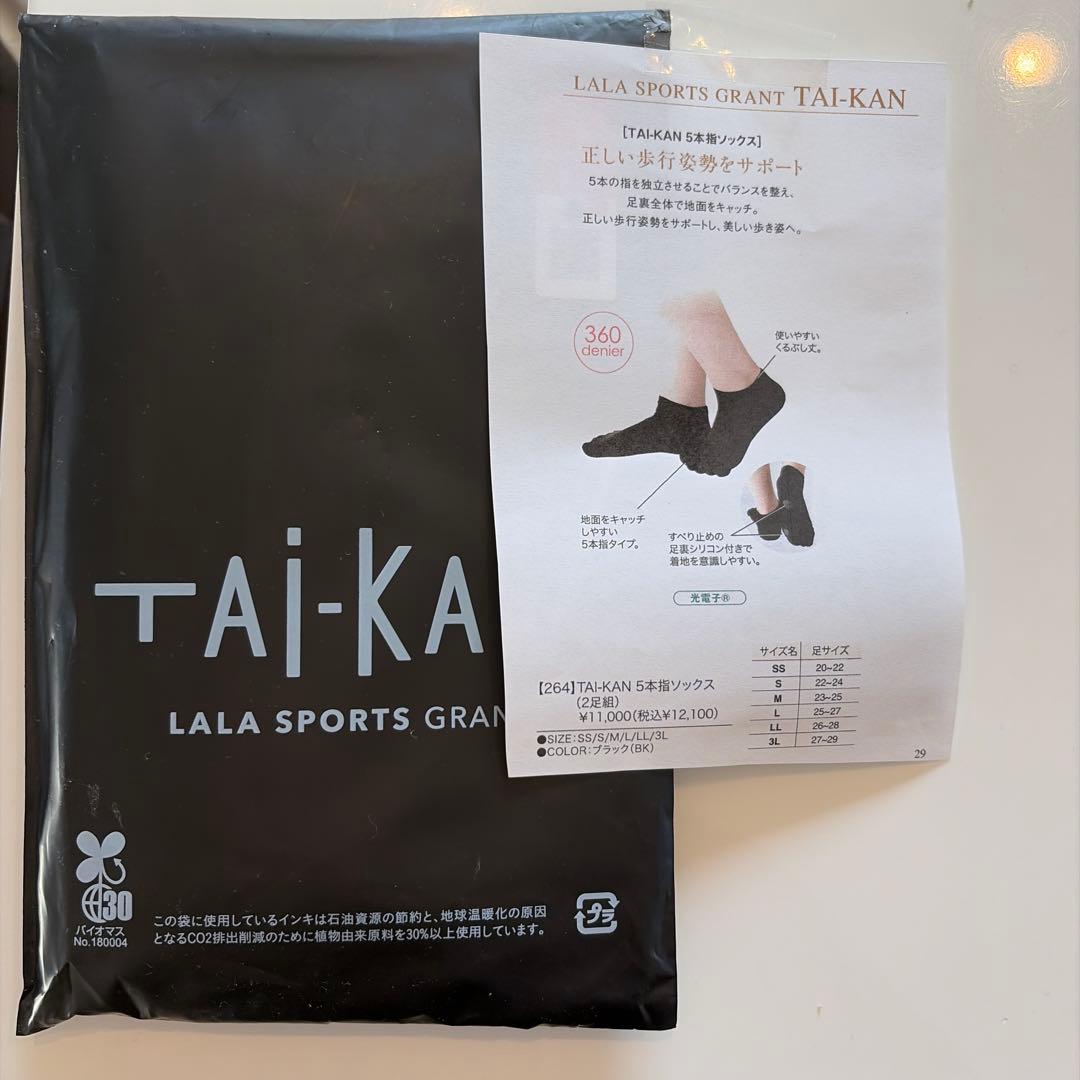 LALA SPORTS GRANT TAI-KAN
[TAI-KAN 5本指ソックス]
正しい歩行姿勢をサポート
5本の指を独立させることでバランスを整え、
足裏全体で地面をキャッチ。
正しい歩行姿勢をサポートし、美しい歩き姿へ。
360
denier
使いやすい
くるぶし丈。
地面をキャッチ
しやすい
5本指タイプ。
すべり止めの
足裏シリコン付きで
着地を意識しやすい。
光電子®
サイズ名 足サイズ
SS 20~22
S 22~24
M 23~25
L 25~27
LL 26~28
3L 27~29
【264】TAI-KAN 5本指ソックス
(2足組)
¥11,000(税込¥12,100)
●SIZE:SS/S/M/L/LL/3L
●COLOR:ブラック(BK)
29
TAi-KA
LALA SPORTS GRAN
30
バイオマス
No.180004
この袋に使用しているインキは石油資源の節約と、地球温暖化の原因
となるCO2排出削減のために植物由来原料を30%以上使用しています。
プラ